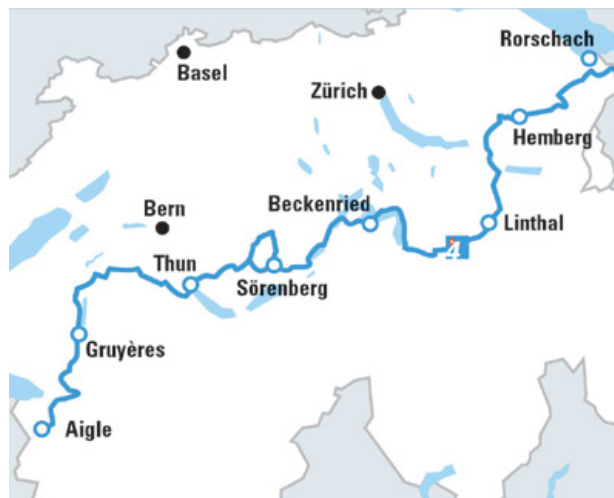 Rorschach
Basel
Zürich
Hemberg
Beckenried
Bern
Linthal
4
Thun
Sörenberg
Gruyères
Aigle